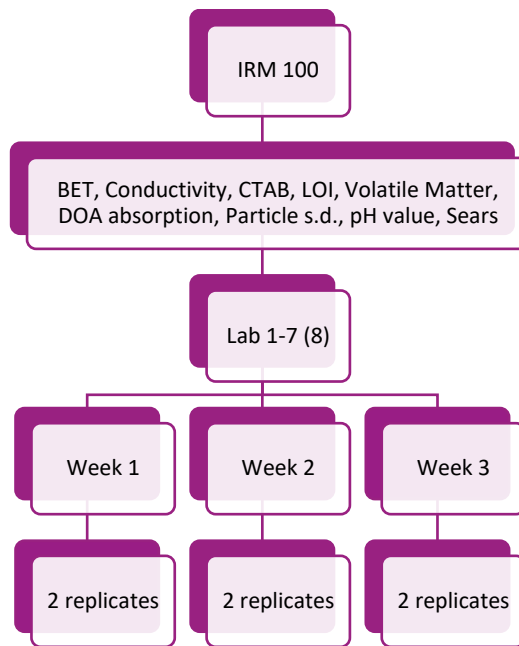 IRM 100
BET, Conductivity, CTAB, LOI, Volatile Matter,
DOA absorption, Particle s.d., pH value, Sears
Lab 1-7 (8)
Week 1
Week 2
Week 3
2 replicates
2 replicates
2 replicates